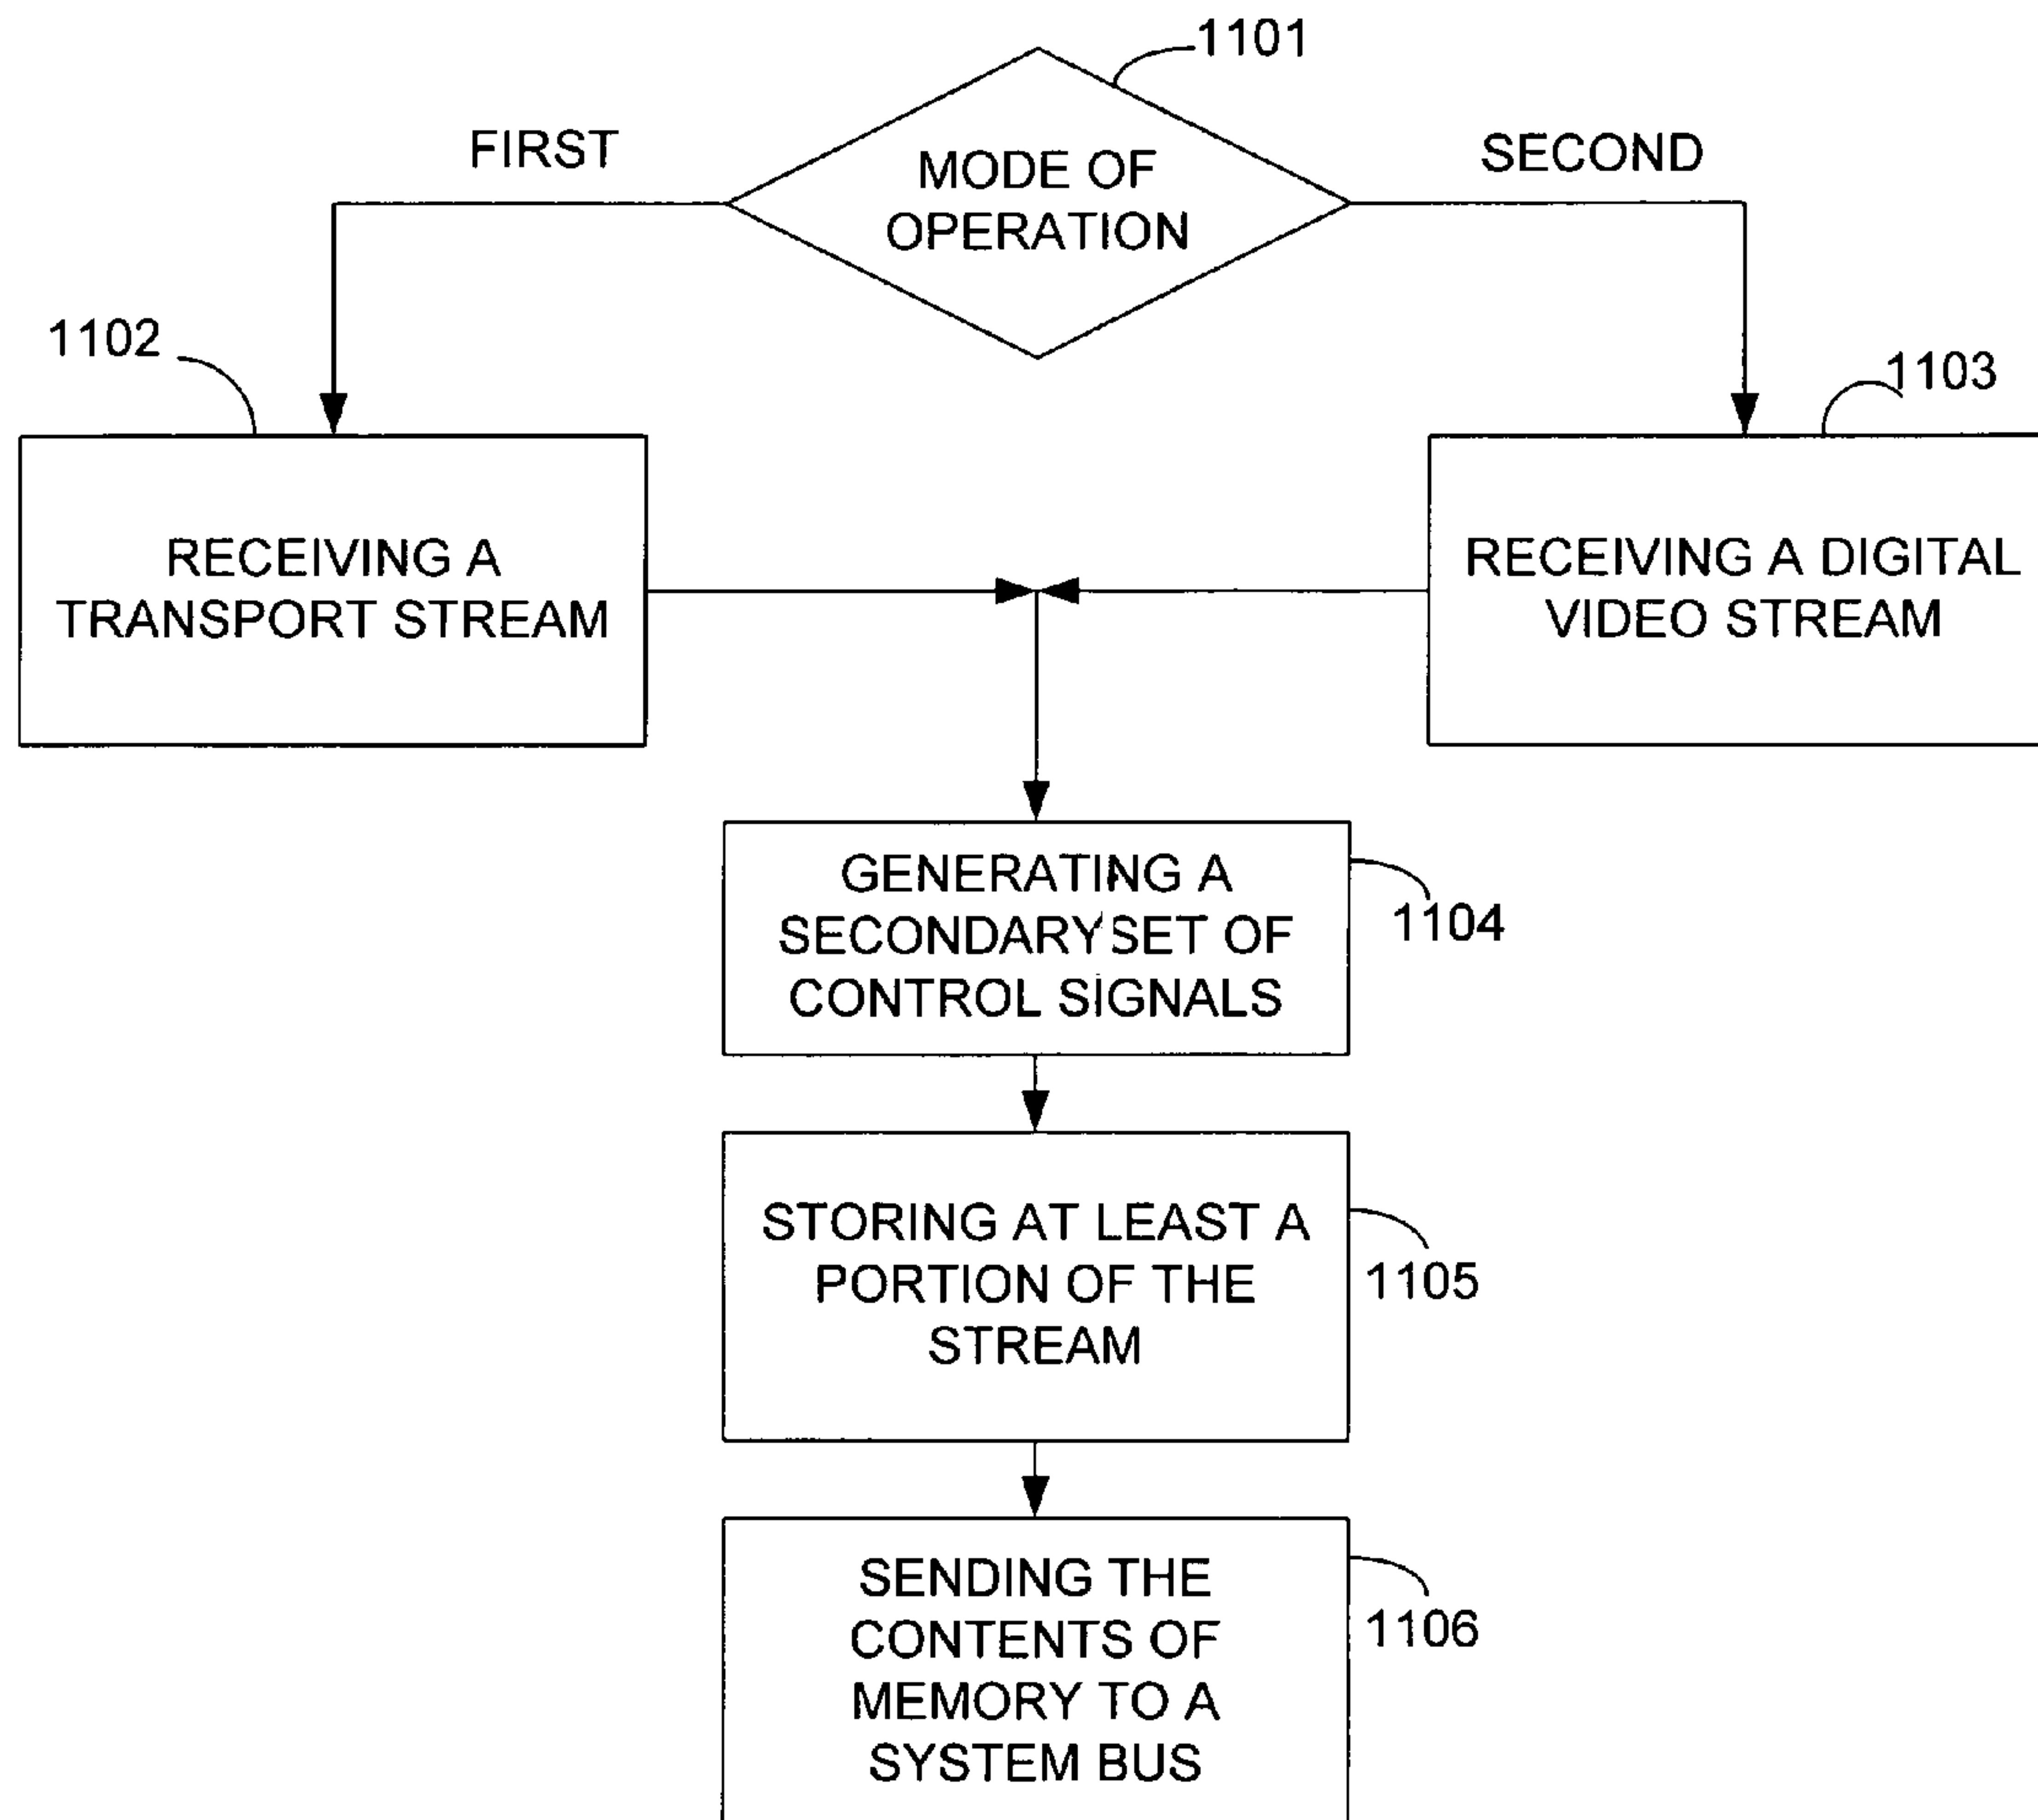 1101
FIRST
MODE OF
OPERATION
SECOND
1102
1103
RECEIVING A
TRANSPORT STREAM
RECEIVING A DIGITAL
VIDEO STREAM
GENERATING A
SECONDARY SET OF
CONTROL SIGNALS
1104
STORING AT LEAST A
PORTION OF THE
STREAM
1105
SENDING THE
CONTENTS OF
MEMORY TO A
SYSTEM BUS
1106